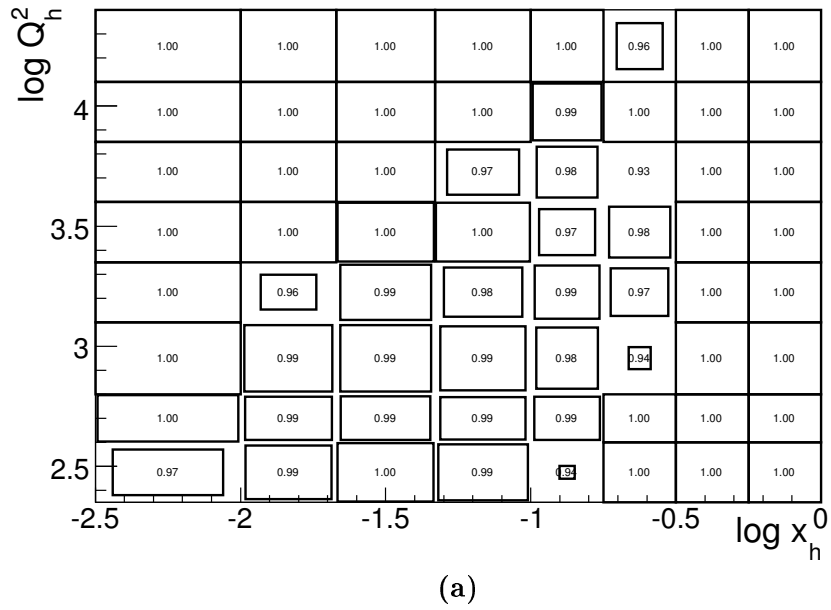 log Q²_h
1.00 1.00 1.00 1.00 1.00 0.96 1.00 1.00
4 1.00 1.00 1.00 1.00 0.99 1.00 1.00 1.00
1.00 1.00 1.00 0.97 0.98 0.93 1.00 1.00
3.5 1.00 1.00 1.00 1.00 0.97 0.98 1.00 1.00
1.00 0.96 0.99 0.98 0.99 0.97 1.00 1.00
3 1.00 0.99 0.99 0.99 0.98 0.94 1.00 1.00
1.00 0.99 0.99 0.99 0.99 1.00 1.00 1.00
2.5 0.97 0.99 1.00 0.99 0.94 1.00 1.00 1.00
-2.5 -2 -1.5 -1 -0.5 0
log x_h
(a)